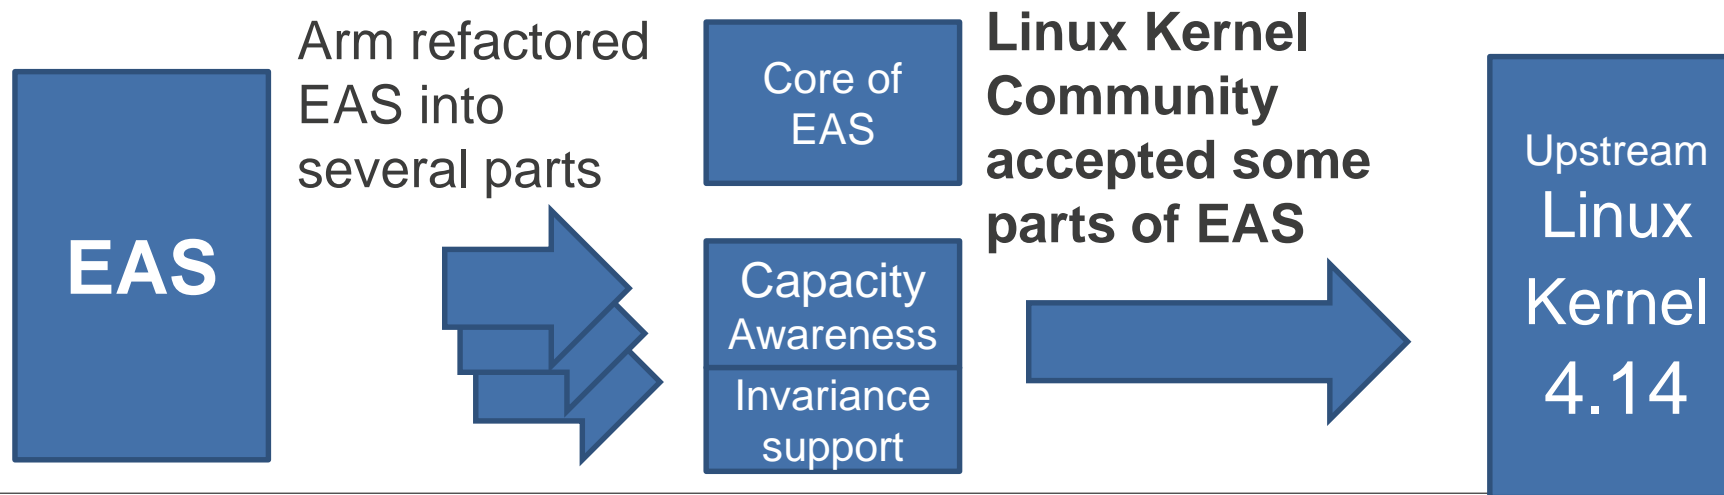 EAS
Arm refactored
EAS into
several parts
Core of
EAS
Capacity
Awareness
Invariance
support
Linux Kernel
Community
accepted some
parts of EAS
Upstream
Linux
Kernel
4.14